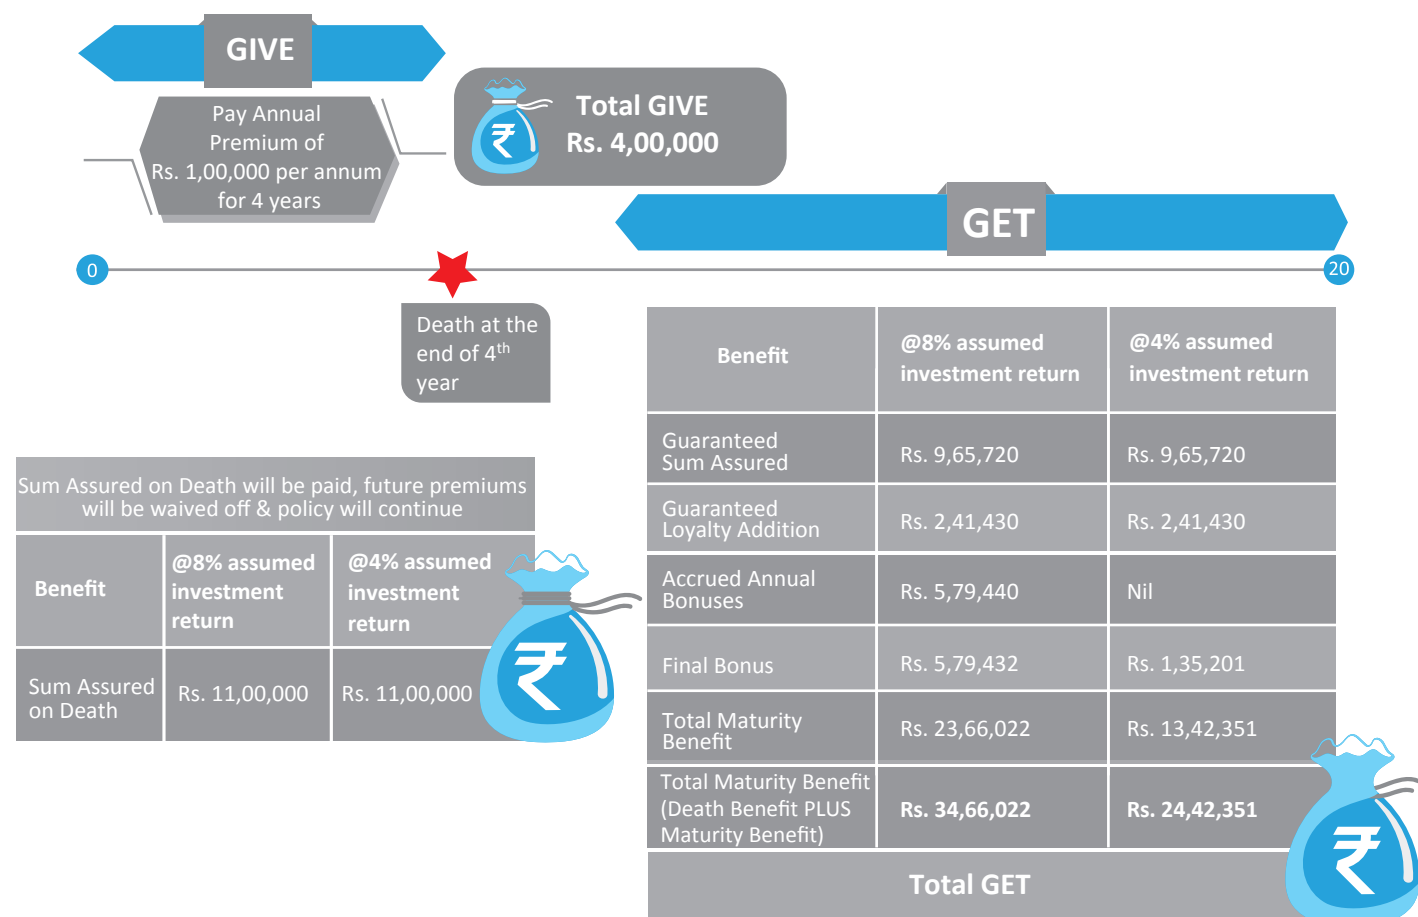 GIVE
Pay Annual
Premium of
Rs. 1,00,000 per annum
for 4 years
₹
Total GIVE
Rs. 4,00,000
GET
0
20
Death at the
end of 4th
year
Sum Assured on Death will be paid, future premiums
will be waived off & policy will continue
Benefit
@8% assumed
investment
return
@4% assumed
investment
return
Sum Assured
on Death
Rs. 11,00,000
Rs. 11,00,000
₹
Benefit
@8% assumed
investment return
@4% assumed
investment return
Guaranteed
Sum Assured
Rs. 9,65,720
Rs. 9,65,720
Guaranteed
Loyalty Addition
Rs. 2,41,430
Rs. 2,41,430
Accrued Annual
Bonuses
Rs. 5,79,440
Nil
Final Bonus
Rs. 5,79,432
Rs. 1,35,201
Total Maturity
Benefit
Rs. 23,66,022
Rs. 13,42,351
Total Maturity Benefit
(Death Benefit PLUS
Maturity Benefit)
Rs. 34,66,022
Rs. 24,42,351
Total GET
₹